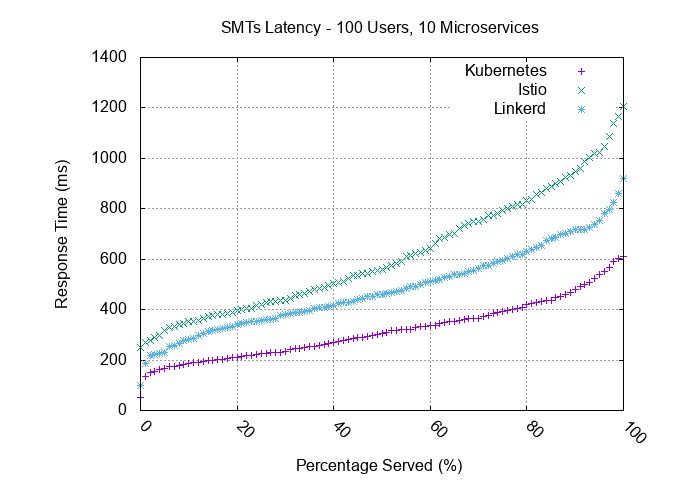 SMTs Latency - 100 Users, 10 Microservices
1400
1200
1000
800
600
400
200
0
Response Time (ms)
Kubernetes
Istio
Linkerd
0
20
40
60
80
100
Percentage Served (%)